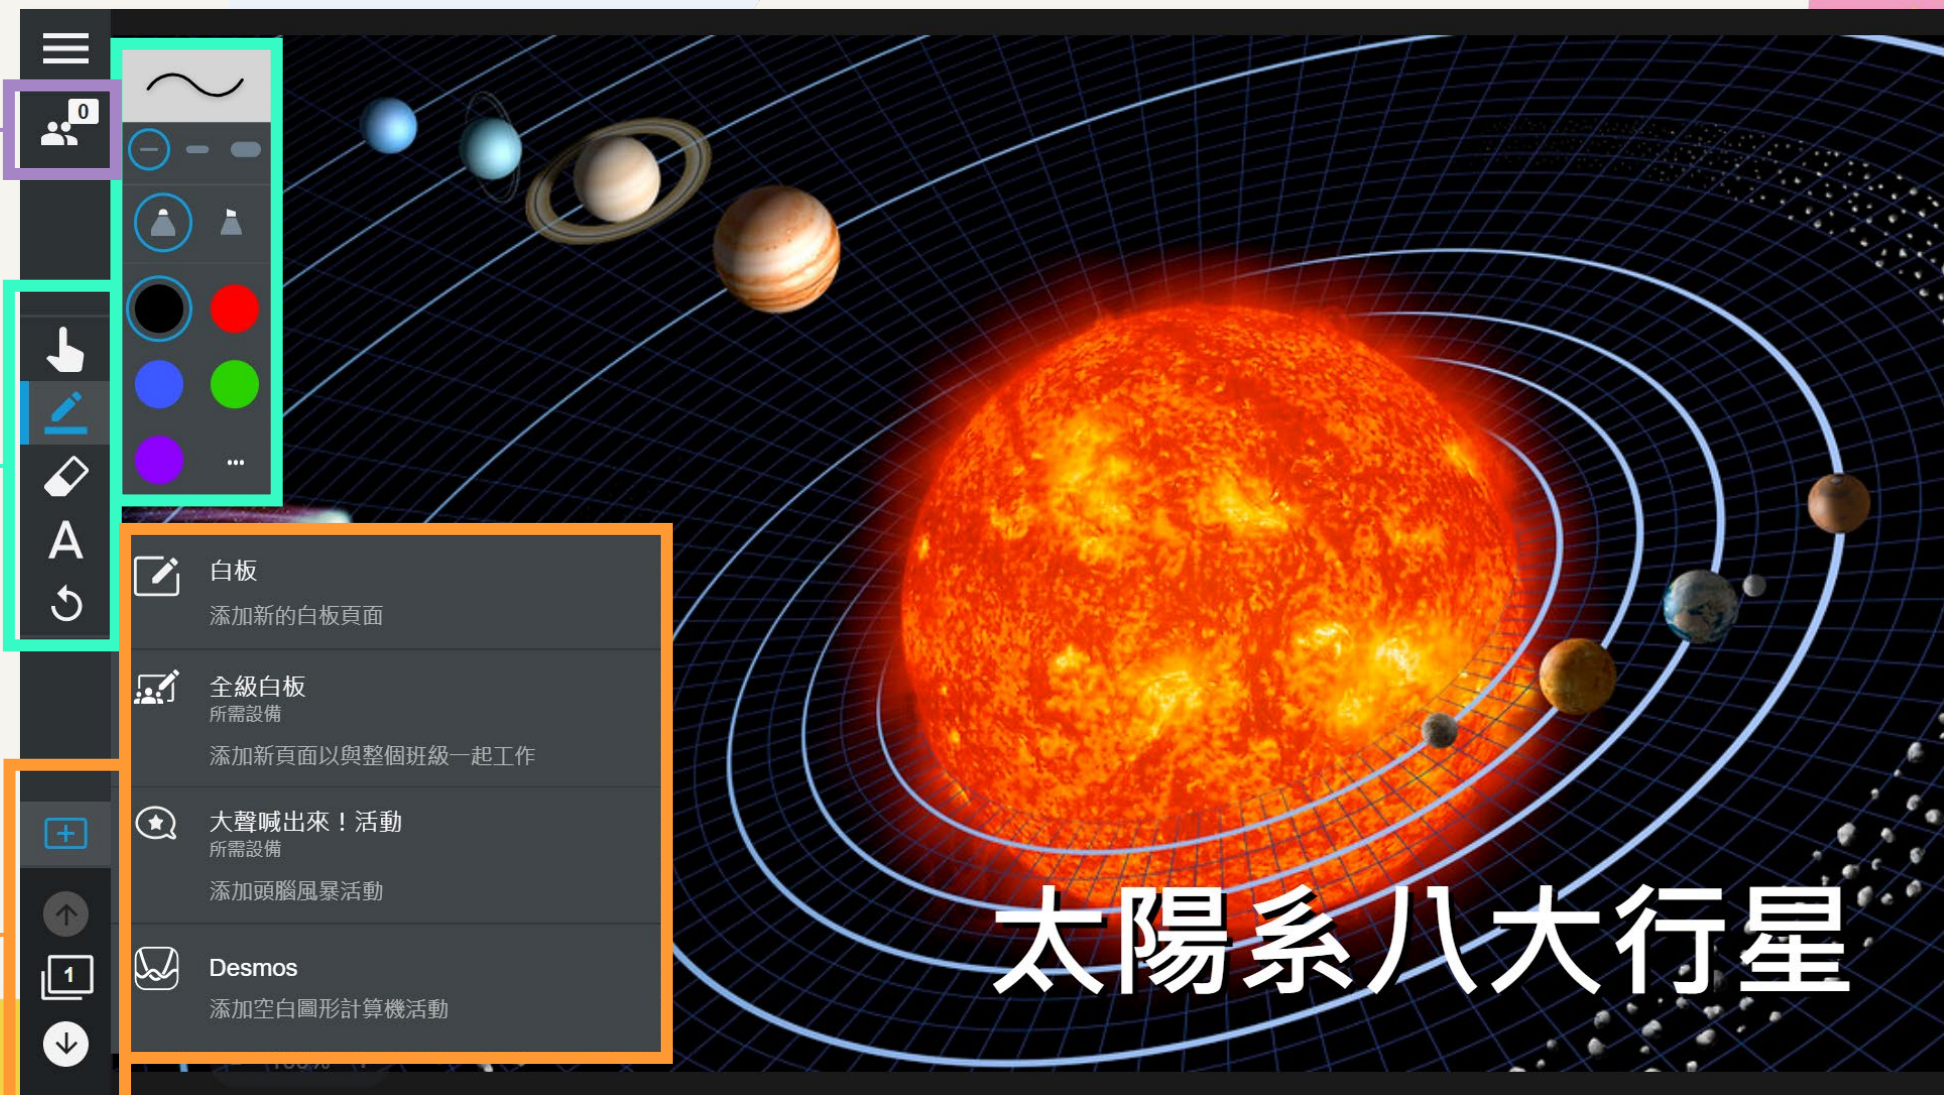 0
A
白板
添加新的白板頁面
全級白板
所需設備
添加新頁面以與整個班級一起工作
大聲喊出來！活動
所需設備
添加頭腦風暴活動
Desmos
添加空白圖形計算機活動
1
太陽系八大行星